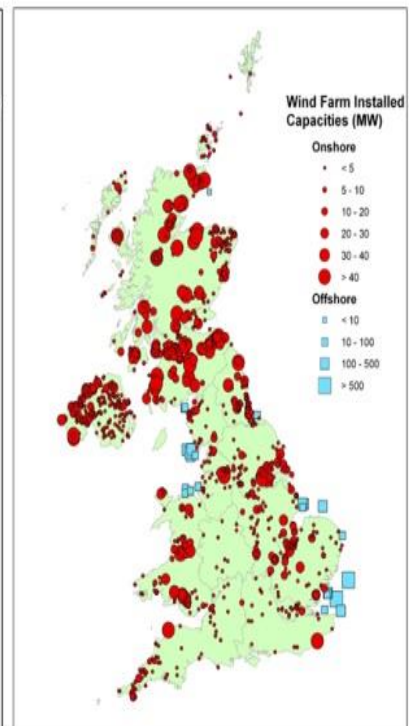 Wind Farm Installed
Capacities (MW)
Onshore
< 5
5 - 10
10 - 20
20 - 30
30 - 40
> 40
Offshore
< 10
10 - 100
100 - 500
> 500